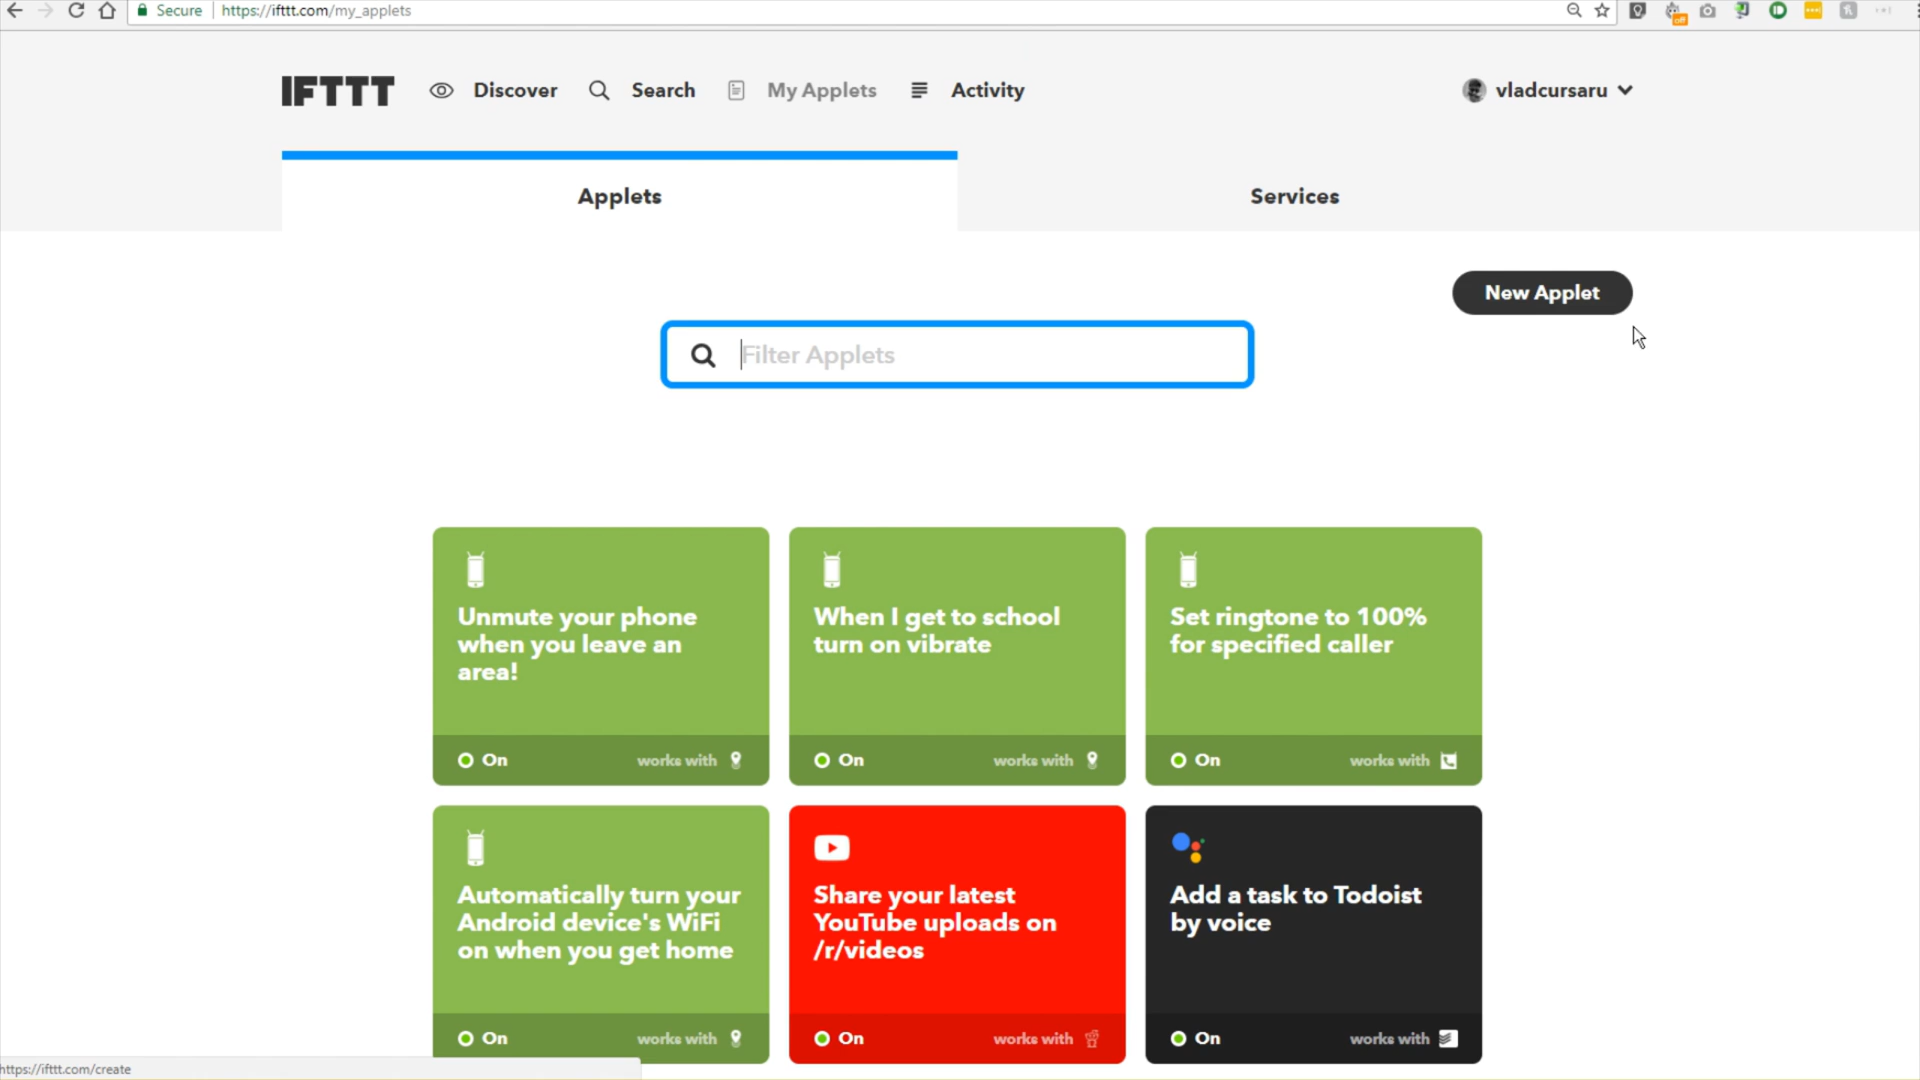 Secure https://ifttt.com/my_applets
off
IFTTT Discover Search My Applets Activity vladcursaru
Applets Services
New Applet
Filter Applets
Unmute your phone
when you leave an
area!
On works with
When I get to school
turn on vibrate
On works with
Set ringtone to 100%
for specified caller
On works with
Automatically turn your
Android device's WiFi
on when you get home
On works with
Share your latest
YouTube uploads on
/r/videos
On works with
Add a task to Todoist
by voice
On works with
https://ifttt.com/create